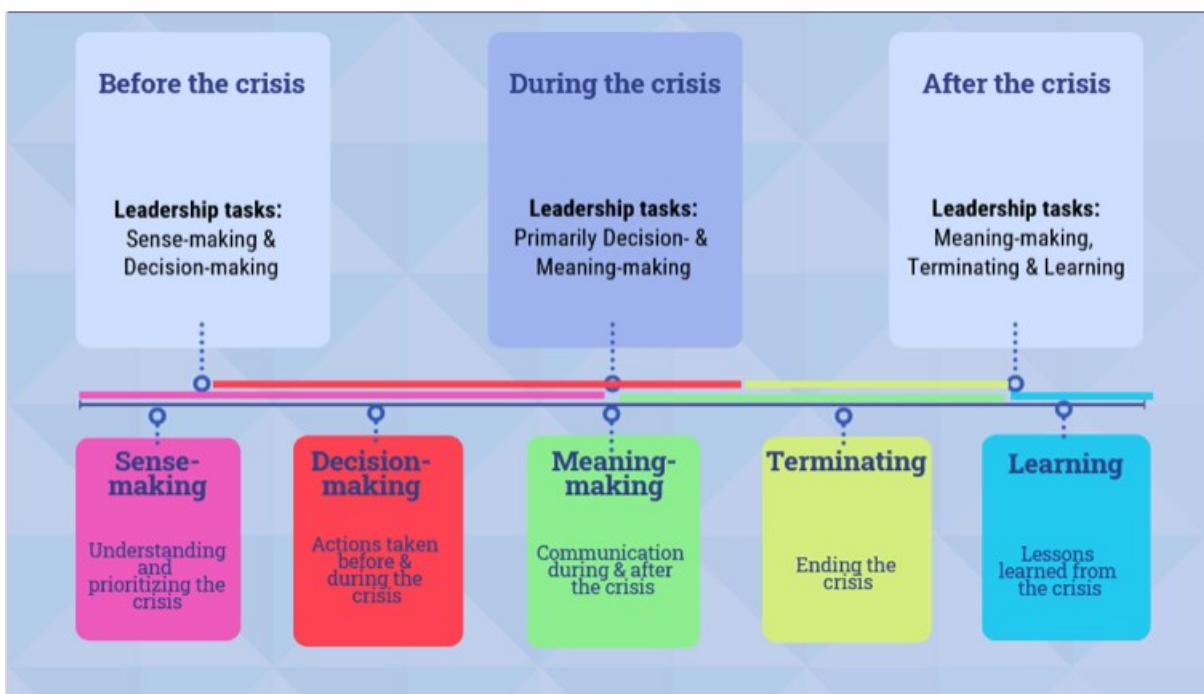 Before the crisis
Leadership tasks:
Sense-making &
Decision-making
During the crisis
Leadership tasks:
Primarily Decision- &
Meaning-making
After the crisis
Leadership tasks:
Meaning-making,
Terminating & Learning
Sense-
making
Understanding
and
prioritizing the
crisis
Decision-
making
Actions taken
before &
during the
crisis
Meaning-
making
Communication
during & after
the crisis
Terminating
Ending the
crisis
Learning
Lessons
learned from
the crisis